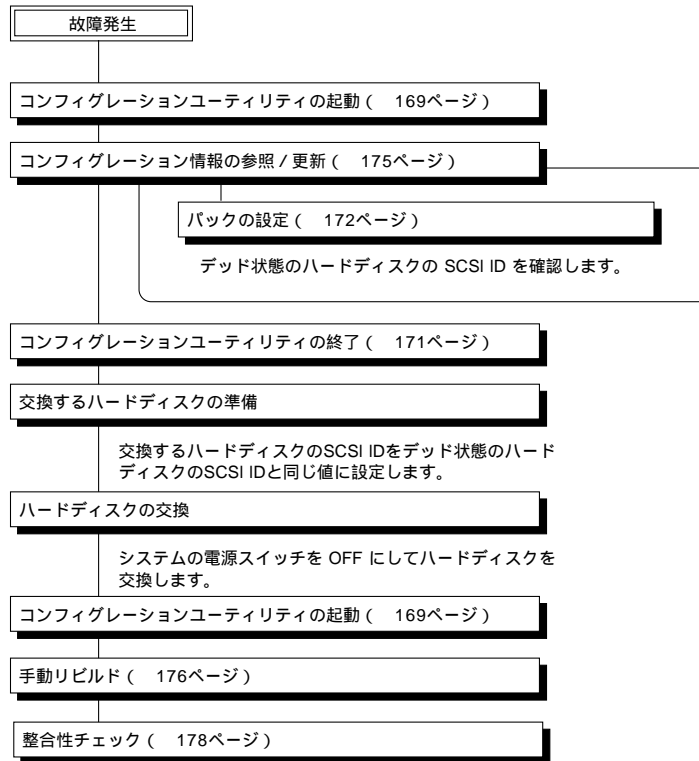 故障発生
コンフィグレーションユーティリティの起動（　169ページ）
コンフィグレーション情報の参照／更新（　175ページ）
パックの設定（　172ページ）
デッド状態のハードディスクの SCSI ID を確認します。
コンフィグレーションユーティリティの終了（　171ページ）
交換するハードディスクの準備
交換するハードディスクのSCSI IDをデッド状態のハード
ディスクのSCSI IDと同じ値に設定します。
ハードディスクの交換
システムの電源スイッチを OFF にしてハードディスクを
交換します。
コンフィグレーションユーティリティの起動（　169ページ）
手動リビルド（　176ページ）
整合性チェック（　178ページ）